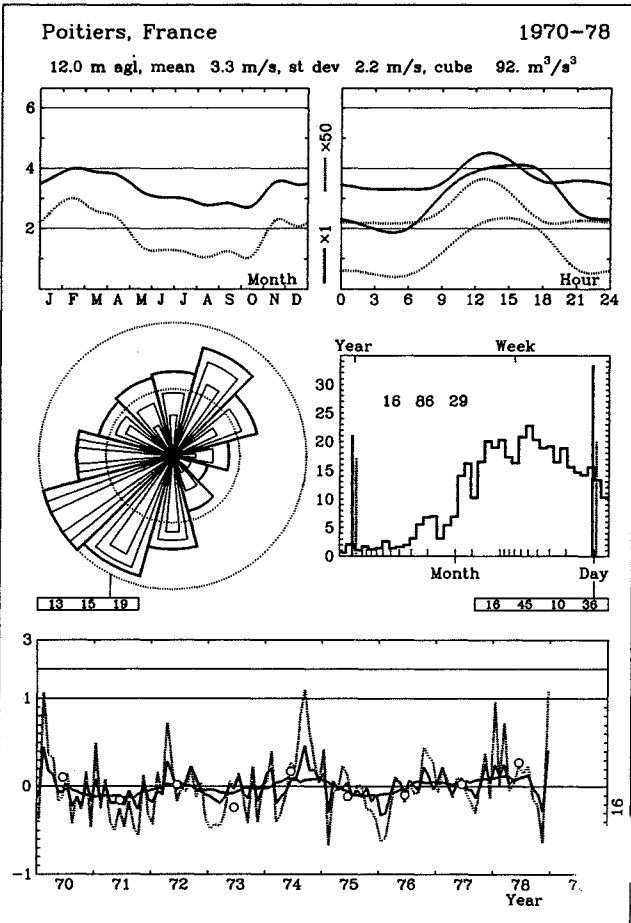 Poitiers, France 1970-78
12.0 m agl, mean 3.3 m/s, st dev 2.2 m/s, cube 92. m³/s³
6
4
2
×50
×1
Month
Hour
J F M A M J J A S O N D
0 3 6 9 12 15 18 21 24
Year Week
30
25
20
15
10
5
0
16 86 29
Month Day
13 15 19
16 45 10 36
3
1
0
-1
16
70 71 72 73 74 75 76 77 78 7
Year